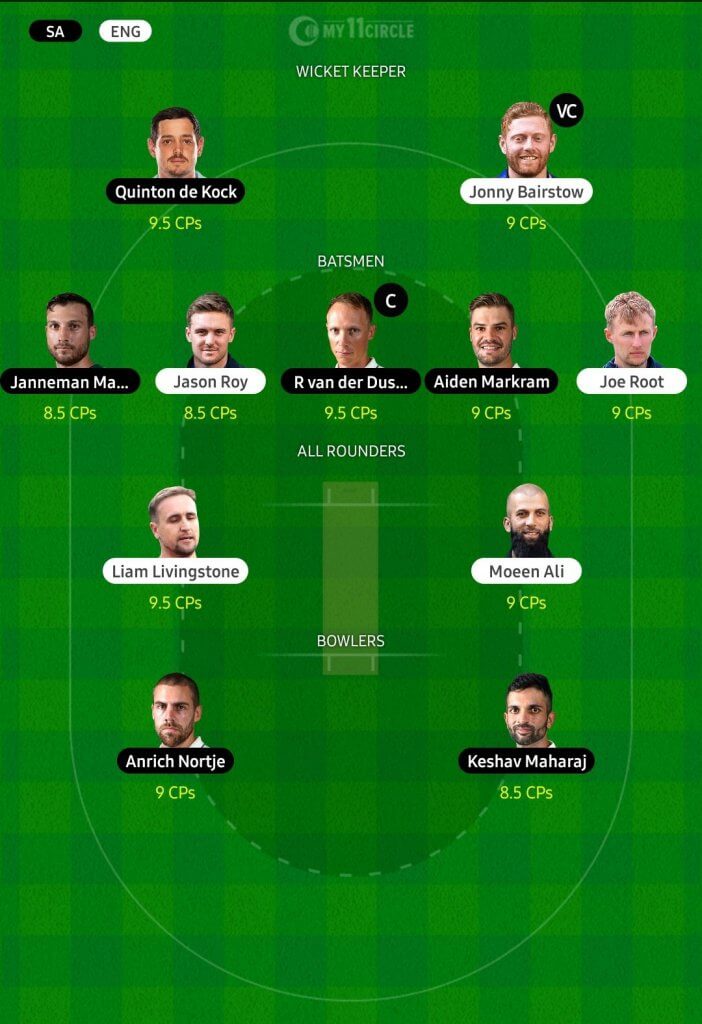 SA
ENG
MY11CIRCLE
WICKET KEEPER
VC
Quinton de Kock
Jonny Bairstow
9.5 CPs
9 CPs
BATSMEN
C
Janneman Ma...
Jason Roy
R van der Dus...
Aiden Markram
Joe Root
8.5 CPs
8.5 CPs
9.5 CPs
9 CPs
9 CPs
ALL ROUNDERS
Liam Livingstone
Moeen Ali
9.5 CPs
9 CPs
BOWLERS
Anrich Nortje
Keshav Maharaj
9 CPs
8.5 CPs